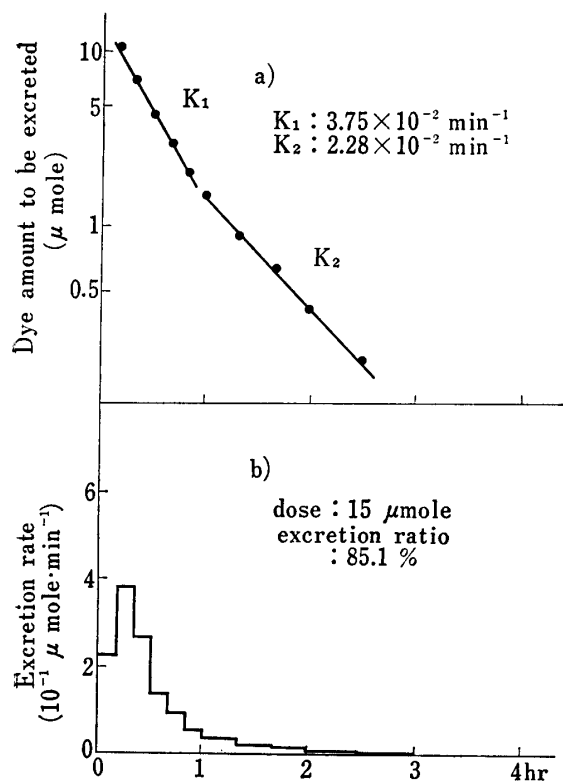 Dye amount to be excreted
(μ mole)
10
5
1
0.5
a)
K₁
K₁ : 3.75×10⁻² min⁻¹
K₂ : 2.28×10⁻² min⁻¹
K₂
Excretion rate
(10⁻¹ μ mole·min⁻¹)
6
4
2
0
b)
dose : 15 μmole
excretion ratio
: 85.1 %
0 1 2 3 4 hr